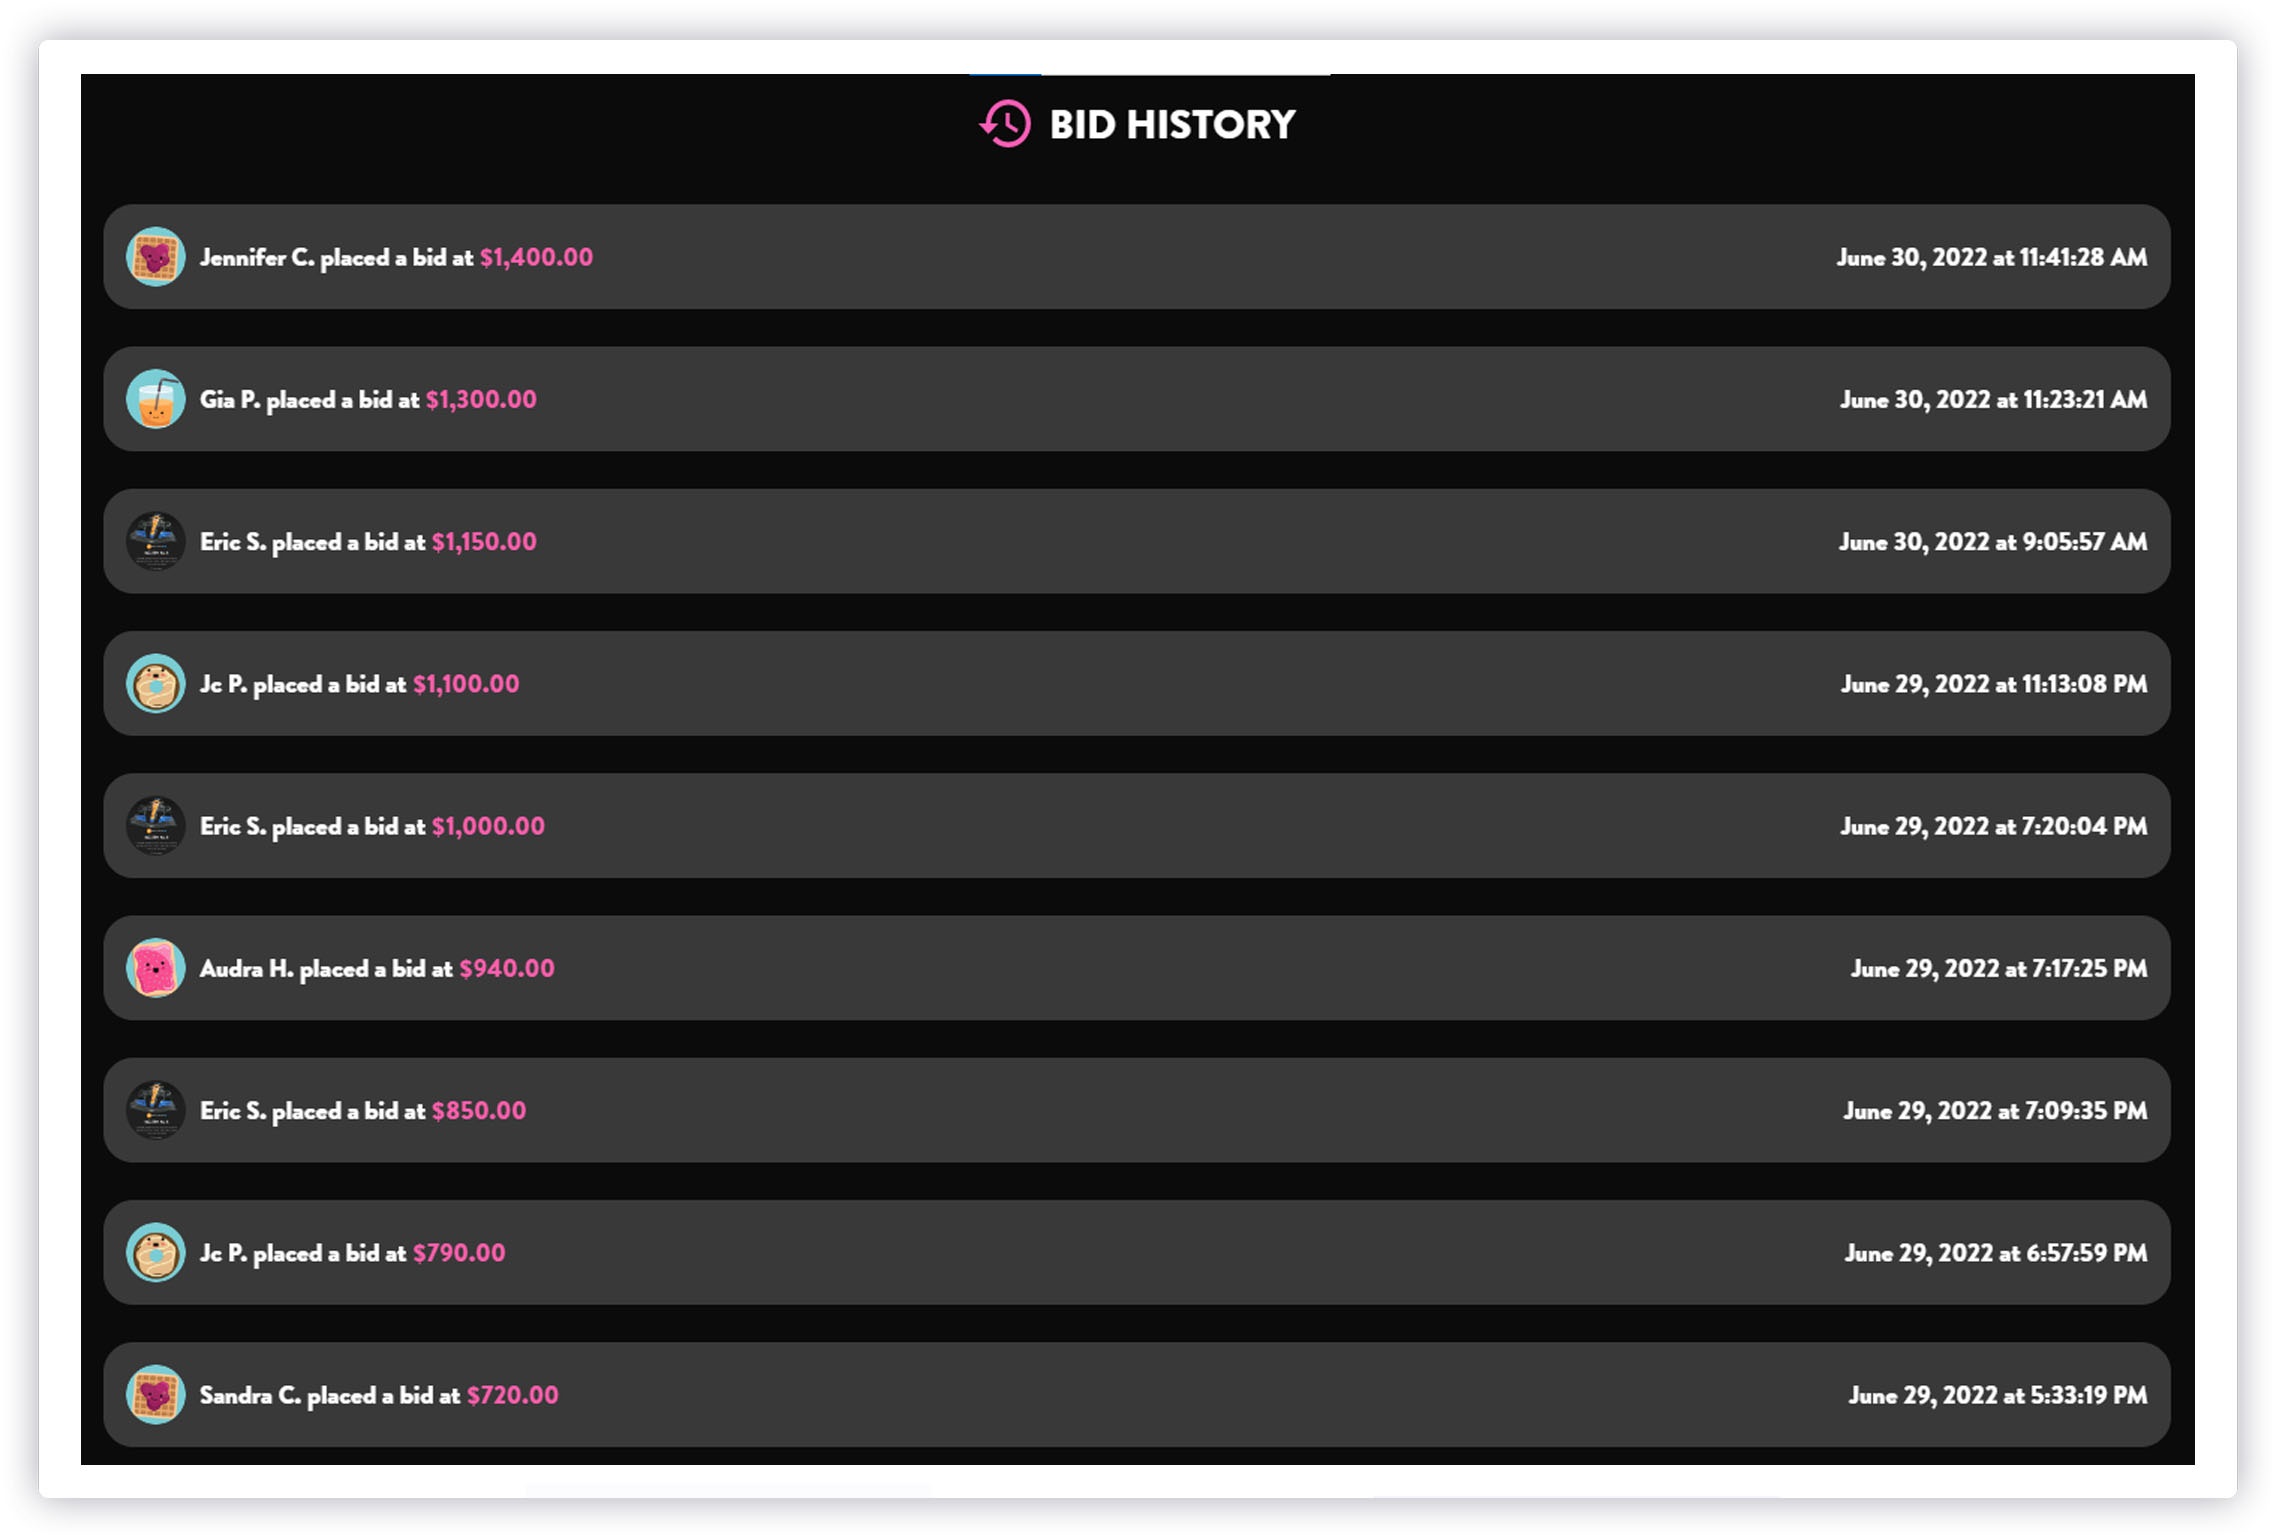 BID HISTORY
Jennifer C. placed a bid at $1,400.00 June 30, 2022 at 11:41:28 AM
Gia P. placed a bid at $1,300.00 June 30, 2022 at 11:23:21 AM
Eric S. placed a bid at $1,150.00 June 30, 2022 at 9:05:57 AM
Jc P. placed a bid at $1,100.00 June 29, 2022 at 11:13:08 PM
Eric S. placed a bid at $1,000.00 June 29, 2022 at 7:20:04 PM
Audra H. placed a bid at $940.00 June 29, 2022 at 7:17:25 PM
Eric S. placed a bid at $850.00 June 29, 2022 at 7:09:35 PM
Jc P. placed a bid at $790.00 June 29, 2022 at 6:57:59 PM
Sandra C. placed a bid at $720.00 June 29, 2022 at 5:33:19 PM